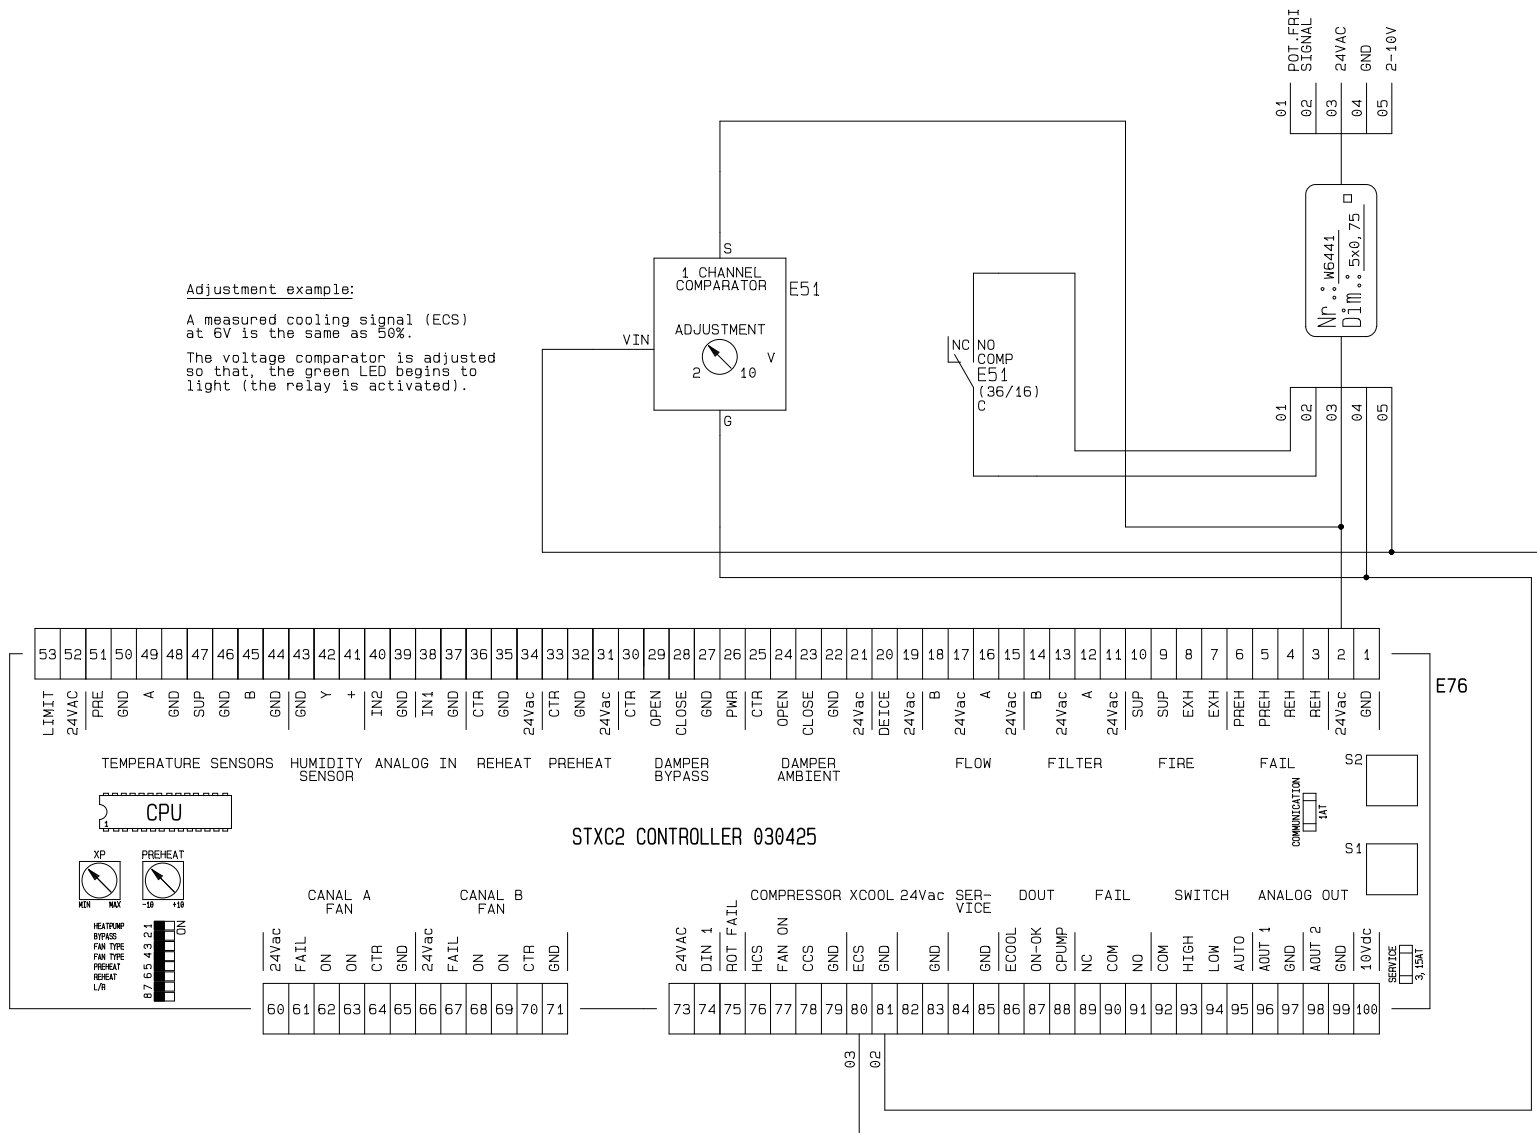 POT.FRI
SIGNAL
24VAC
GND
2-10V
01
02
03
04
05
S
1 CHANNEL
COMPARATOR
E51
ADJUSTMENT
VIN
V
2
10
G
Adjustment example:
A measured cooling signal (ECS)
at 6V is the same as 50%.
The voltage comparator is adjusted
so that, the green LED begins to
light (the relay is activated).
NC
NO
COMP
E51
(36/16)
C
Nr.: W6441
Dim.: 5x0,75
01
02
03
04
05
53 52 51 50 49 48 47 46 45 44 43 42 41 40 39 38 37 36 35 34 33 32 31 30 29 28 27 26 25 24 23 22 21 20 19 18 17 16 15 14 13 12 11 10 9 8 7 6 5 4 3 2 1
E76
LIMIT
24VAC
PRE
GND
A
GND
SUP
GND
B
GND
GND
Y
+
IN2
GND
IN1
GND
CTR
GND
24Vac
CTR
GND
24Vac
CTR
OPEN
CLOSE
GND
PWR
CTR
OPEN
CLOSE
GND
24Vac
DEICE
24Vac
B
24Vac
A
24Vac
B
24Vac
A
24Vac
SUP
SUP
EXH
EXH
PREH
PREH
REH
REH
24Vac
GND
TEMPERATURE SENSORS
HUMIDITY
SENSOR
ANALOG IN
REHEAT
PREHEAT
DAMPER
BYPASS
DAMPER
AMBIENT
FLOW
FILTER
FIRE
FAIL
S2
CPU
1
COMMUNICATION
1AT
STXC2 CONTROLLER 030425
S1
XP
MIN
MAX
PREHEAT
-10
+10
HEATPUMP
BYPASS
FAN TYPE
FAN TYPE
PREHEAT
REHEAT
L/R
1
2
3
4
5
6
7
8
ON
CANAL A
FAN
CANAL B
FAN
COMPRESSOR
XCOOL
24Vac
SER-
VICE
DOUT
FAIL
SWITCH
ANALOG OUT
24Vac
FAIL
ON
ON
CTR
GND
24Vac
FAIL
ON
ON
CTR
GND
24VAC
DIN 1
ROT FAIL
HCS
FAN ON
CCS
GND
ECS
GND
GND
GND
ECOOL
ON-OK
CPUMP
NC
COM
NO
COM
HIGH
LOW
AUTO
AOUT 1
GND
AOUT 2
GND
10Vdc
SERVICE
3,15AT
60 61 62 63 64 65 66 67 68 69 70 71
73 74 75 76 77 78 79 80 81 82 83 84 85 86 87 88 89 90 91 92 93 94 95 96 97 98 99 100
03
02